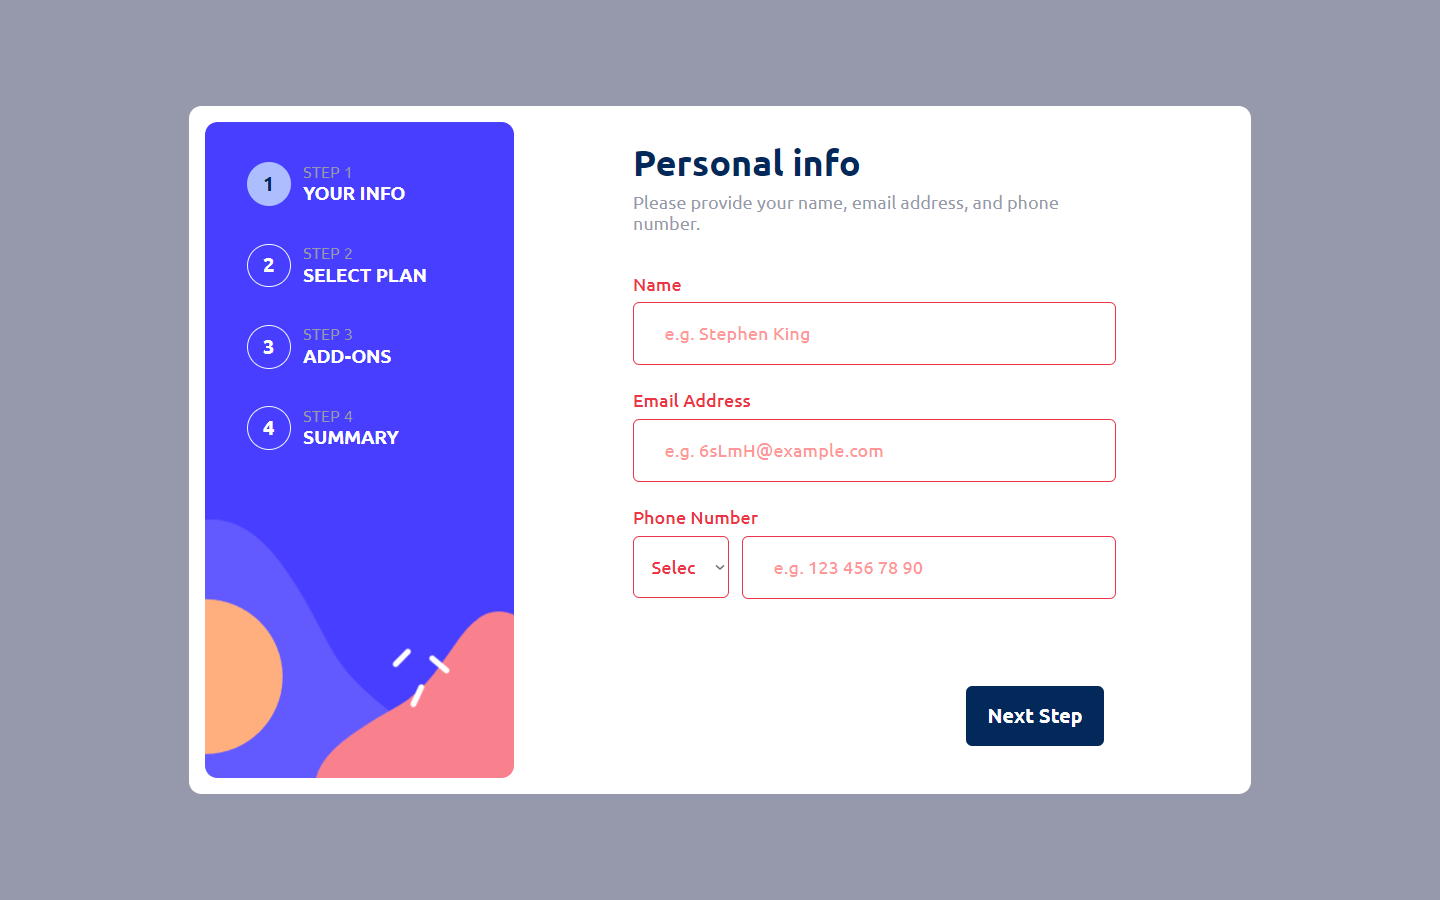 1
STEP 1
YOUR INFO
2
STEP 2
SELECT PLAN
3
STEP 3
ADD-ONS
4
STEP 4
SUMMARY
Personal info
Please provide your name, email address, and phone
number.
Name
e.g. Stephen King
Email Address
e.g. 6sLmH@example.com
Phone Number
Selec
e.g. 123 456 78 90
Next Step